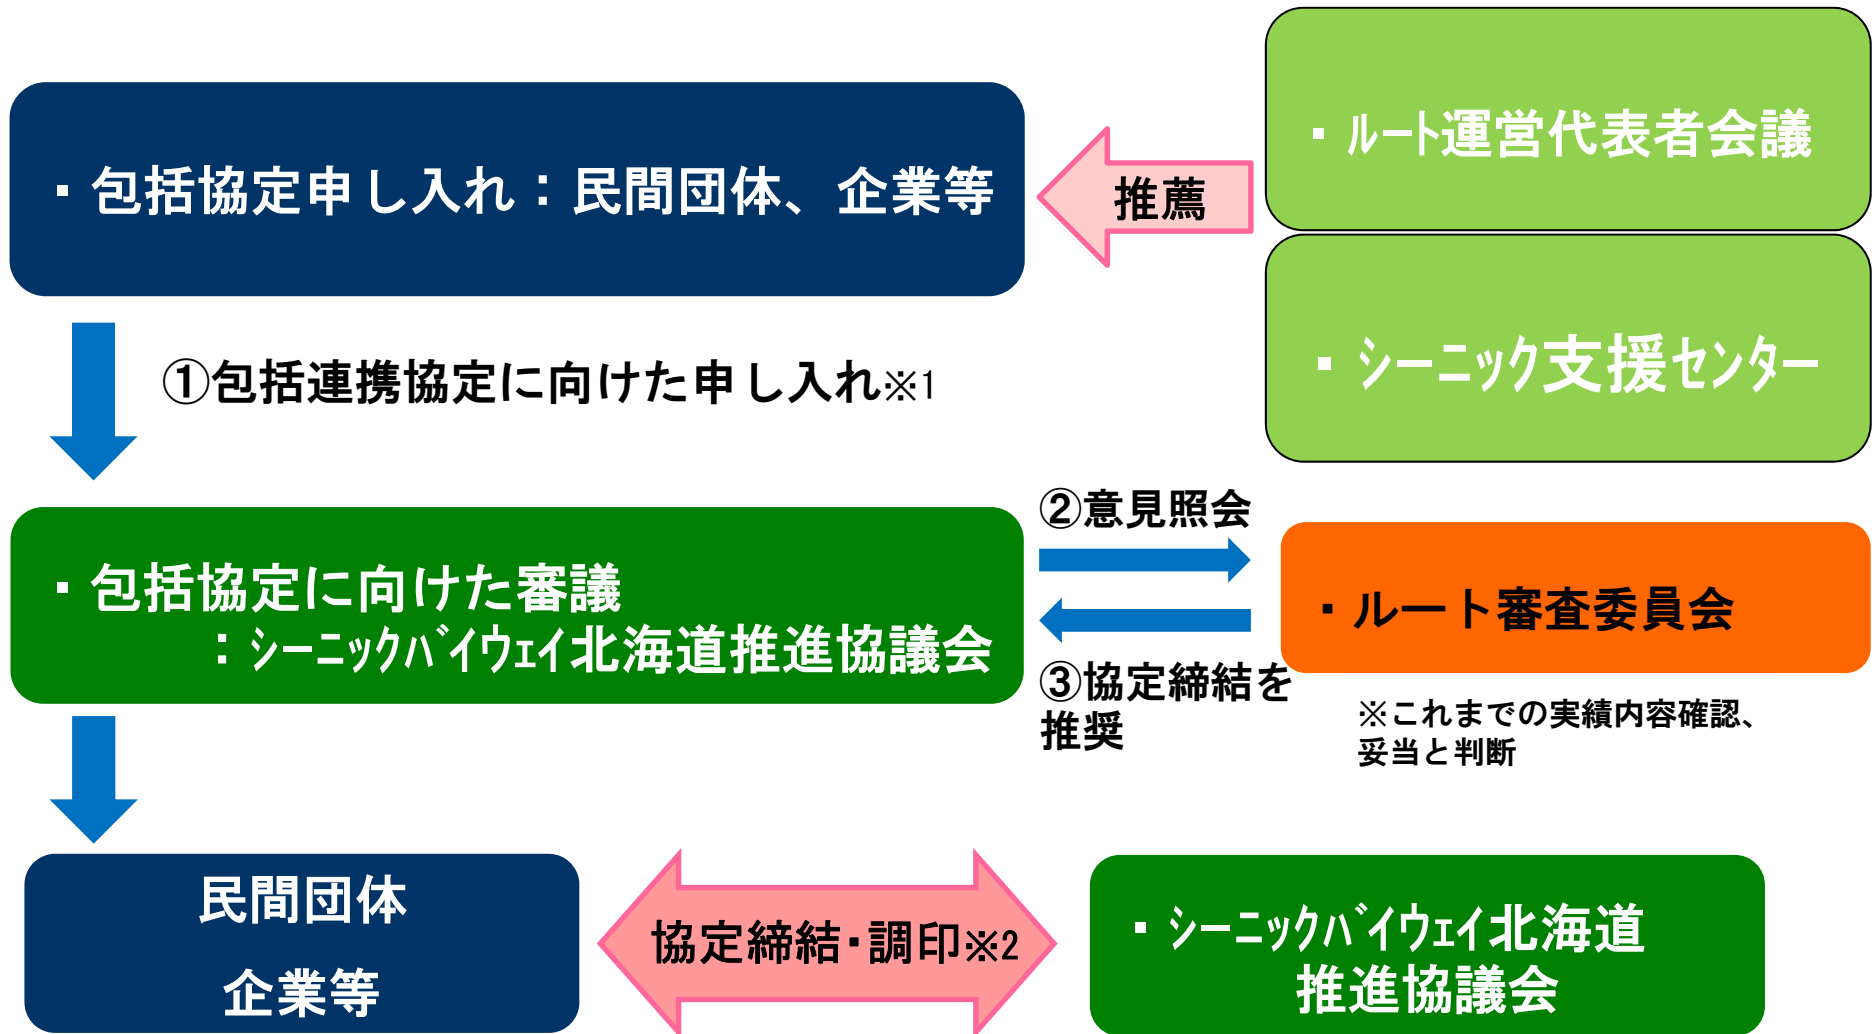 ・ﾙｰﾄ運営代表者会議
・包括協定申し入れ：民間団体、企業等
推薦
・ｼｰﾆｯｸ支援ｾﾝﾀｰ
①包括連携協定に向けた申し入れ※1
②意見照会
・包括協定に向けた審議
：ｼｰﾆｯｸﾊﾞｲｳｪｲ北海道推進協議会
・ルート審査委員会
③協定締結を
推奨
※これまでの実績内容確認、
妥当と判断
民間団体
企業等
協定締結・調印※2
・ｼｰﾆｯｸﾊﾞｲｳｪｲ北海道
推進協議会